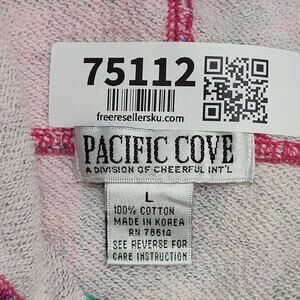 75112
freeresellersku.com
PACIFIC COVE
A DIVISION OF CHEERFUL INT'L
L
100% COTTON
MADE IN KOREA
RN 78614
SEE REVERSE FOR
CARE INSTRUCTION